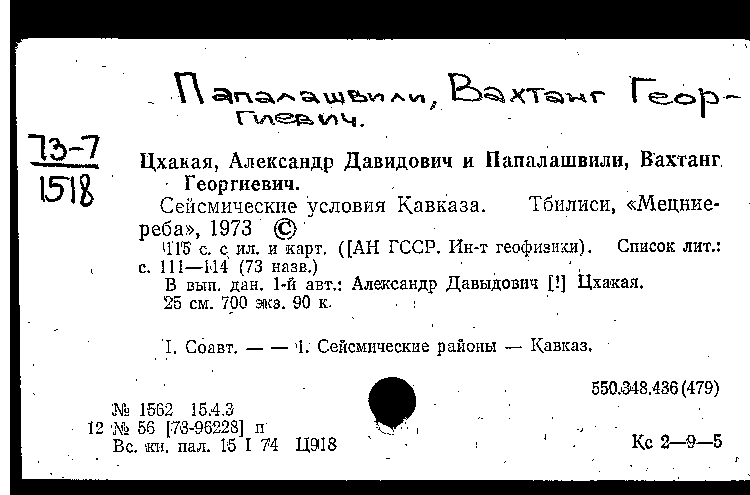 Папалашвили, Вахтанг Геор-
гиевич.
73-7
1518
Цхакая, Александр Давидович и Папалашвили, Вахтанг
Георгиевич.
Сейсмические условия Кавказа. Тбилиси, «Мецние-
реба», 1973 ©
115 с. с ил. и карт. ([АН ГССР. Ин-т геофизики). Список лит.:
с. 111—114 (73 назв.)
В вып. дан. 1-й авт.: Александр Давыдович [!] Цхакая.
25 см. 700 экз. 90 к.
I. Соавт. — — 1. Сейсмические районы — Кавказ.
550.348.436(479)
№ 1562 15.4.3
12 № 56 [73-96228] п
Вс. кн. пал. 15 I 74 Ц918
Кс 2—9—5